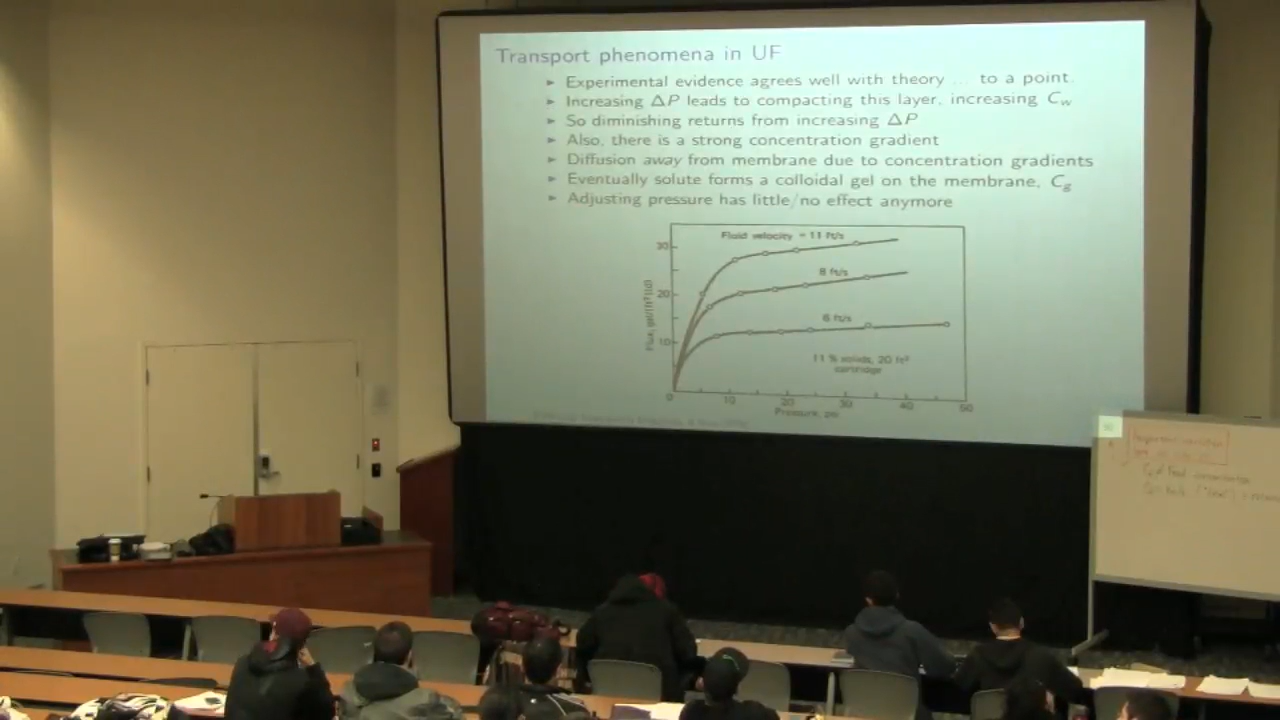 Transport phenomena in UF
► Experimental evidence agrees well with theory ... to a point.
► Increasing ΔP leads to compacting this layer, increasing C_w
► So diminishing returns from increasing ΔP
► Also, there is a strong concentration gradient
► Diffusion away from membrane due to concentration gradients
► Eventually solute forms a colloidal gel on the membrane, C_g
► Adjusting pressure has little/no effect anymore
Fluid velocity = 11 ft/s
30
8 ft/s
20
6 ft/s
10
Flux, gal/(ft²)(d)
11 % solids, 20 ft²
cartridge
0 10 20 30 40 50
Pressure,